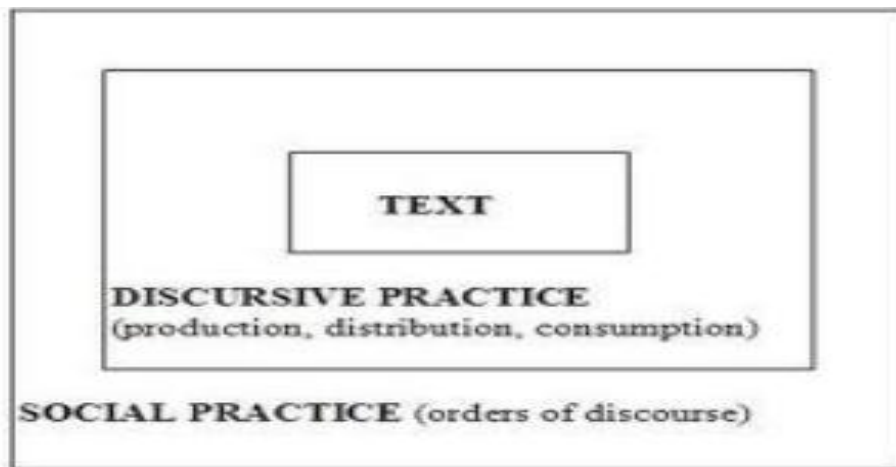 TEXT
DISCURSIVE PRACTICE
(production, distribution, consumption)
SOCIAL PRACTICE (orders of discourse)